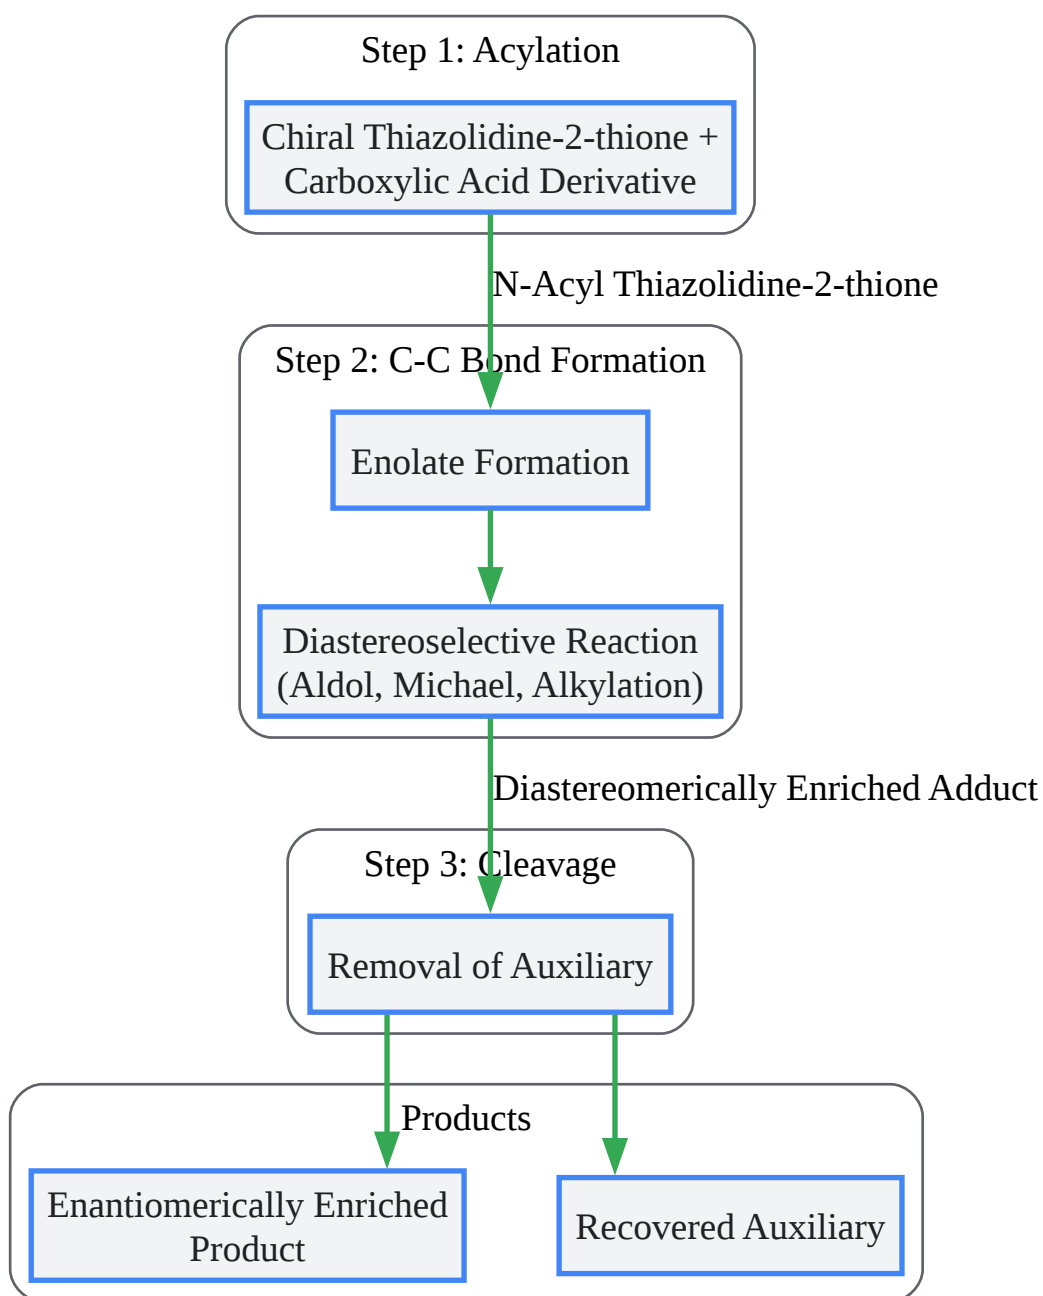 Step 1: Acylation
Chiral Thiazolidine-2-thione +
Carboxylic Acid Derivative
N-Acyl Thiazolidine-2-thione
Step 2: C-C Bond Formation
Enolate Formation
Diastereoselective Reaction
(Aldol, Michael, Alkylation)
Diastereomerically Enriched Adduct
Step 3: Cleavage
Removal of Auxiliary
Products
Enantiomerically Enriched
Product
Recovered Auxiliary